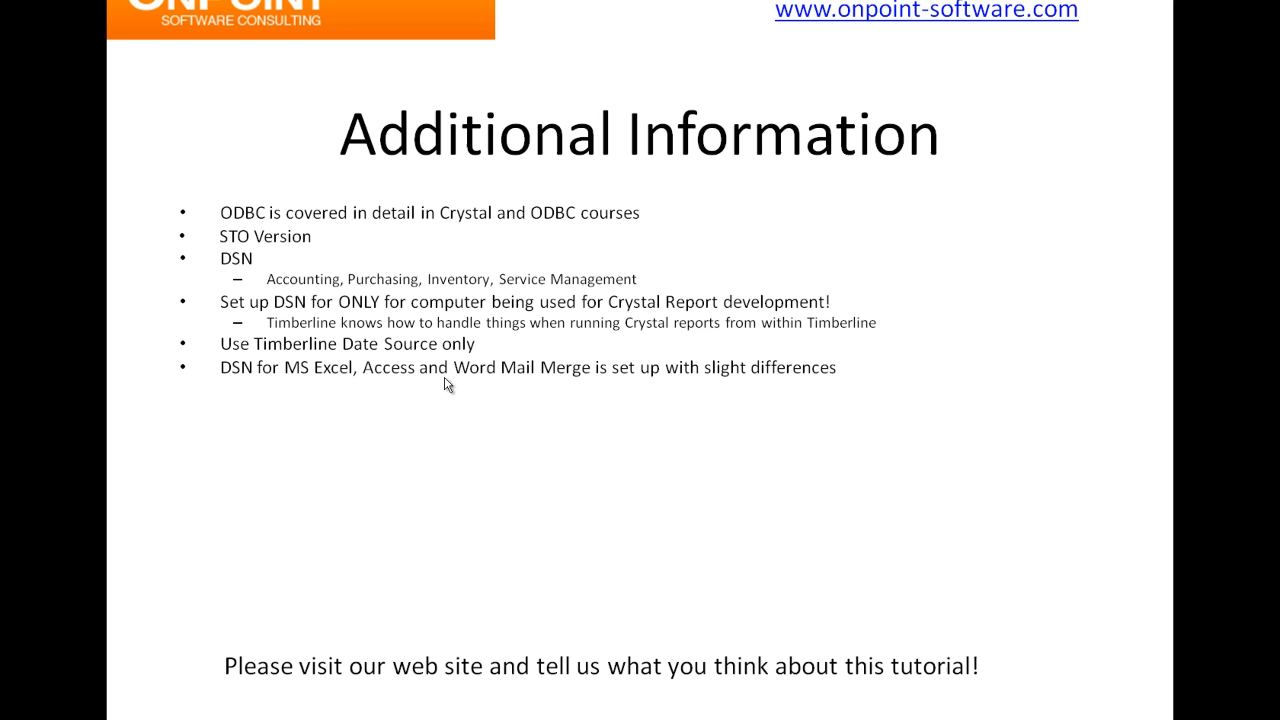 ONPOINT
SOFTWARE CONSULTING
www.onpoint-software.com
Additional Information
• ODBC is covered in detail in Crystal and ODBC courses
• STO Version
• DSN
– Accounting, Purchasing, Inventory, Service Management
• Set up DSN for ONLY for computer being used for Crystal Report development!
– Timberline knows how to handle things when running Crystal reports from within Timberline
• Use Timberline Date Source only
• DSN for MS Excel, Access and Word Mail Merge is set up with slight differences
Please visit our web site and tell us what you think about this tutorial!